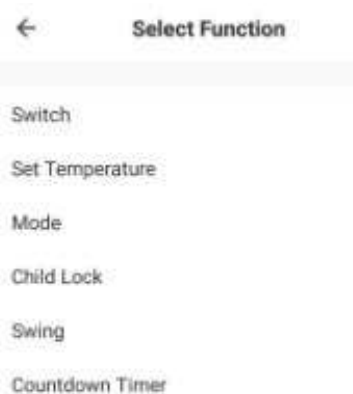 Select Function
Switch
Set Temperature
Mode
Child Lock
Swing
Countdown Timer